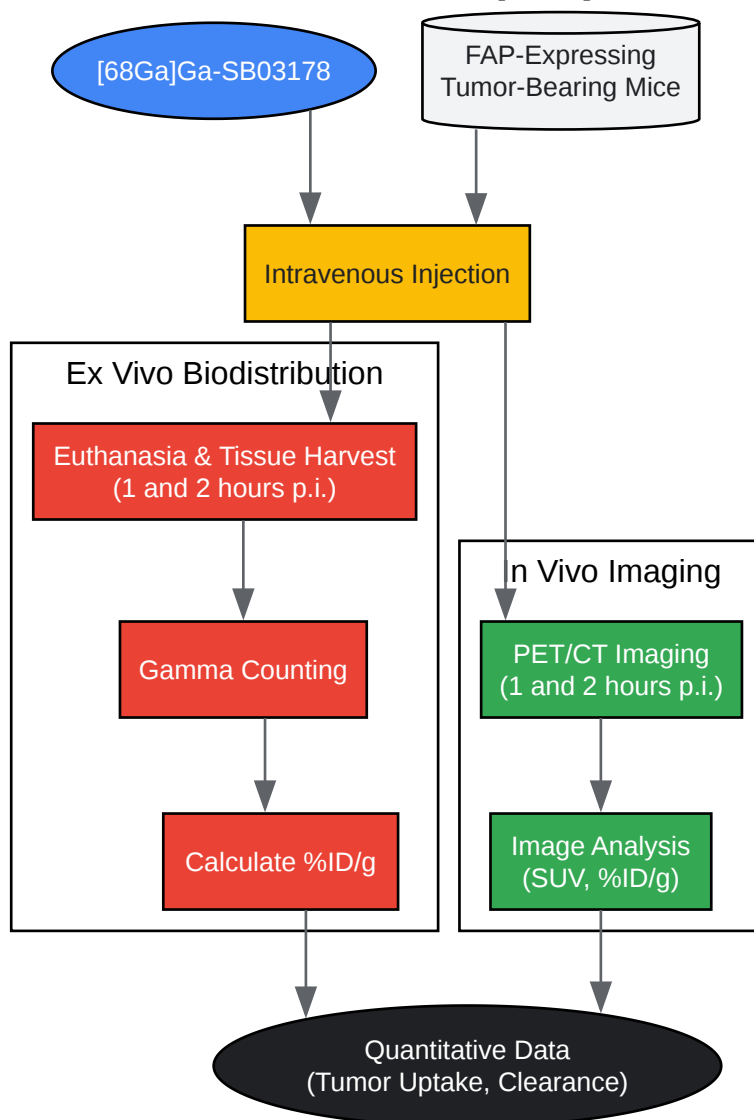 [68Ga]Ga-SB03178
FAP-Expressing
Tumor-Bearing Mice
Intravenous Injection
Ex Vivo Biodistribution
Euthanasia & Tissue Harvest
(1 and 2 hours p.i.)
Gamma Counting
Calculate %ID/g
In Vivo Imaging
PET/CT Imaging
(1 and 2 hours p.i.)
Image Analysis
(SUV, %ID/g)
Quantitative Data
(Tumor Uptake, Clearance)